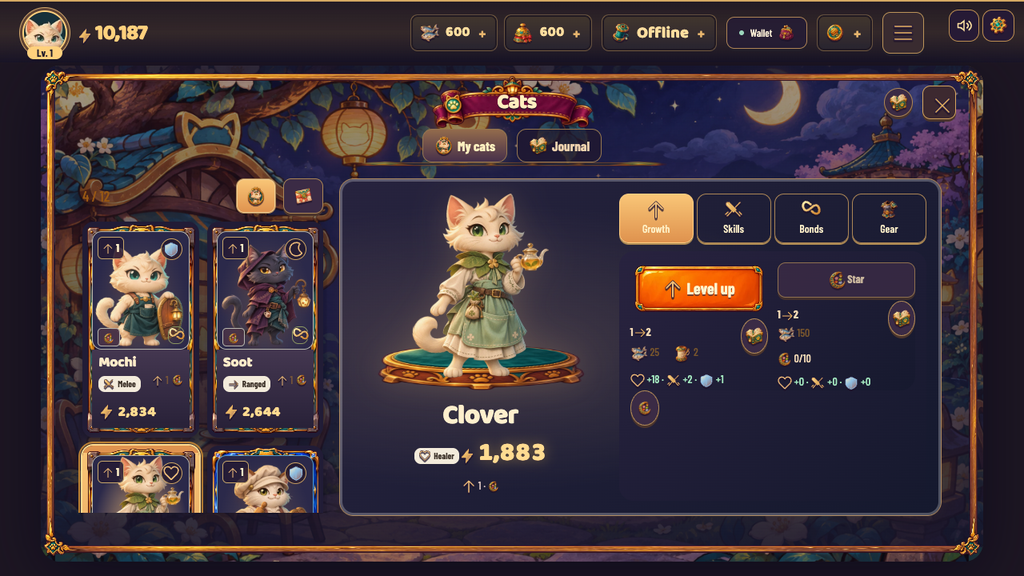 Lv. 1
10,187
600 +
600 +
Offline +
Wallet
+
Cats
My cats
Journal
4/12
1
Mochi
Melee
1
2,834
1
Soot
Ranged
1
2,644
1
1
Clover
Healer
1,883
1 ·
Growth
Skills
Bonds
Gear
Level up
1→2
25
2
+18 · +2 · +1
Star
1→2
150
0/10
+0 · +0 · +0